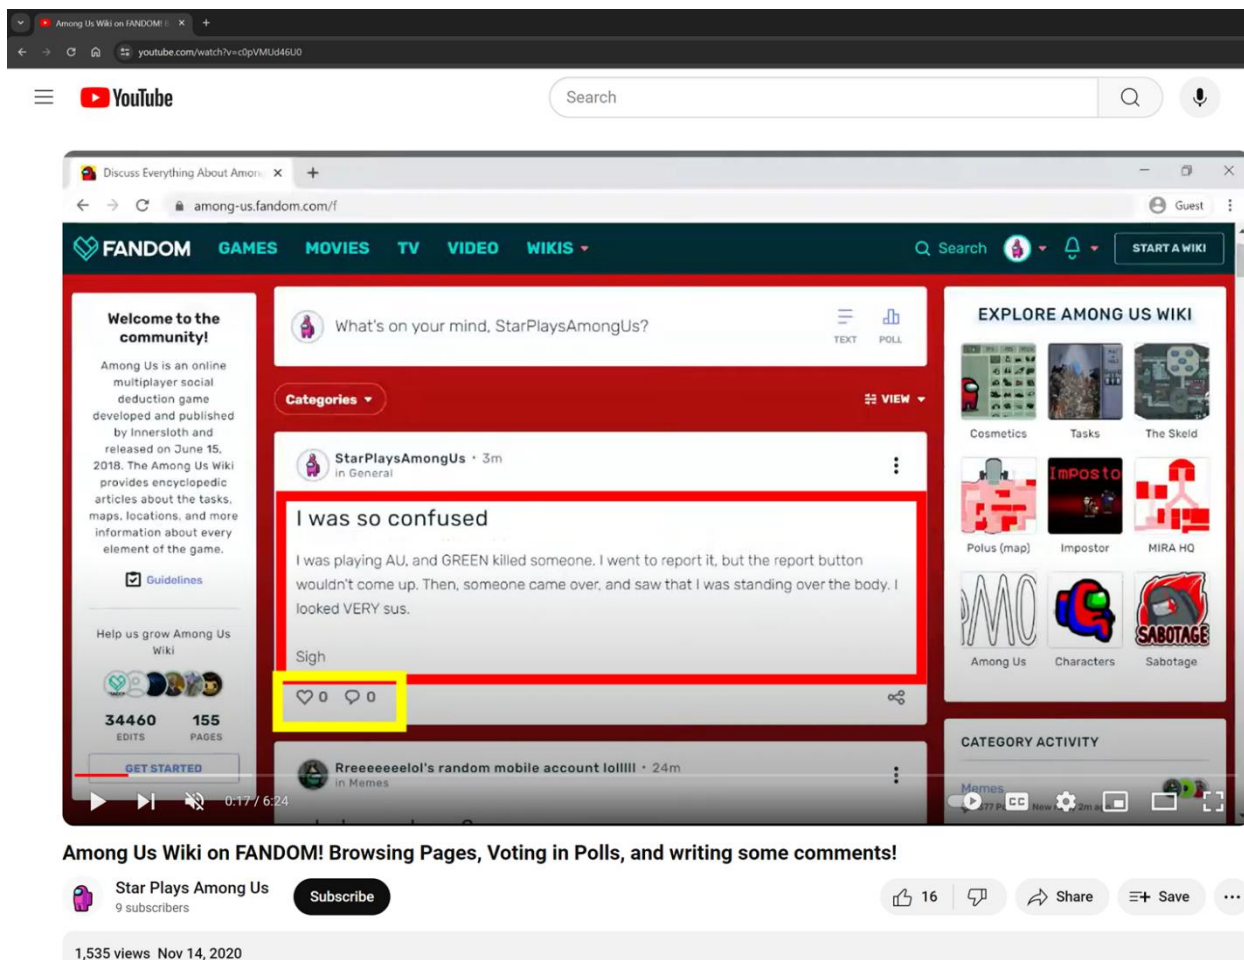 Among Us Wiki on FANDOM! B
youtube.com/watch?v=c0pVMUd46U0
YouTube
Search
Discuss Everything About Among
among-us.fandom.com/f
Guest
FANDOM GAMES MOVIES TV VIDEO WIKIS Search START A WIKI
Welcome to the
community!
Among Us is an online
multiplayer social
deduction game
developed and published
by Innersloth and
released on June 15,
2018. The Among Us Wiki
provides encyclopedic
articles about the tasks,
maps, locations, and more
information about every
element of the game.
Guidelines
Help us grow Among Us
Wiki
34460 155
EDITS PAGES
GET STARTED
What's on your mind, StarPlaysAmongUs?
TEXT POLL
Categories VIEW
StarPlaysAmongUs • 3m
in General
I was so confused
I was playing AU, and GREEN killed someone. I went to report it, but the report button
wouldn't come up. Then, someone came over, and saw that I was standing over the body. I
looked VERY sus.
Sigh
0 0
Rreeeeeeelol's random mobile account lolllll • 24m
in Memes
EXPLORE AMONG US WIKI
Cosmetics Tasks The Skeld
Imposto
Polus (map) Impostor MIRA HQ
SABOTAGE
Among Us Characters Sabotage
CATEGORY ACTIVITY
Memes
0:17 / 6:24
CC
Among Us Wiki on FANDOM! Browsing Pages, Voting in Polls, and writing some comments!
Star Plays Among Us
9 subscribers
Subscribe
16 Share Save
1,535 views Nov 14, 2020